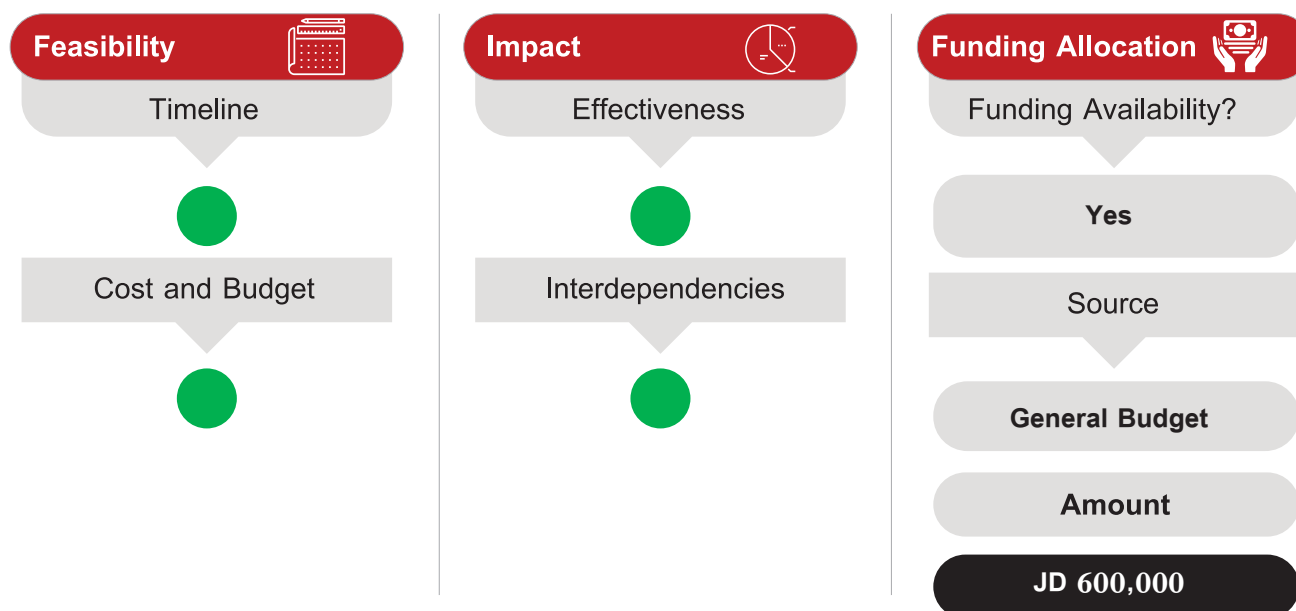 Feasibility
Timeline
Cost and Budget
Impact
Effectiveness
Interdependencies
Funding Allocation
Funding Availability?
Yes
Source
General Budget
Amount
JD 600,000